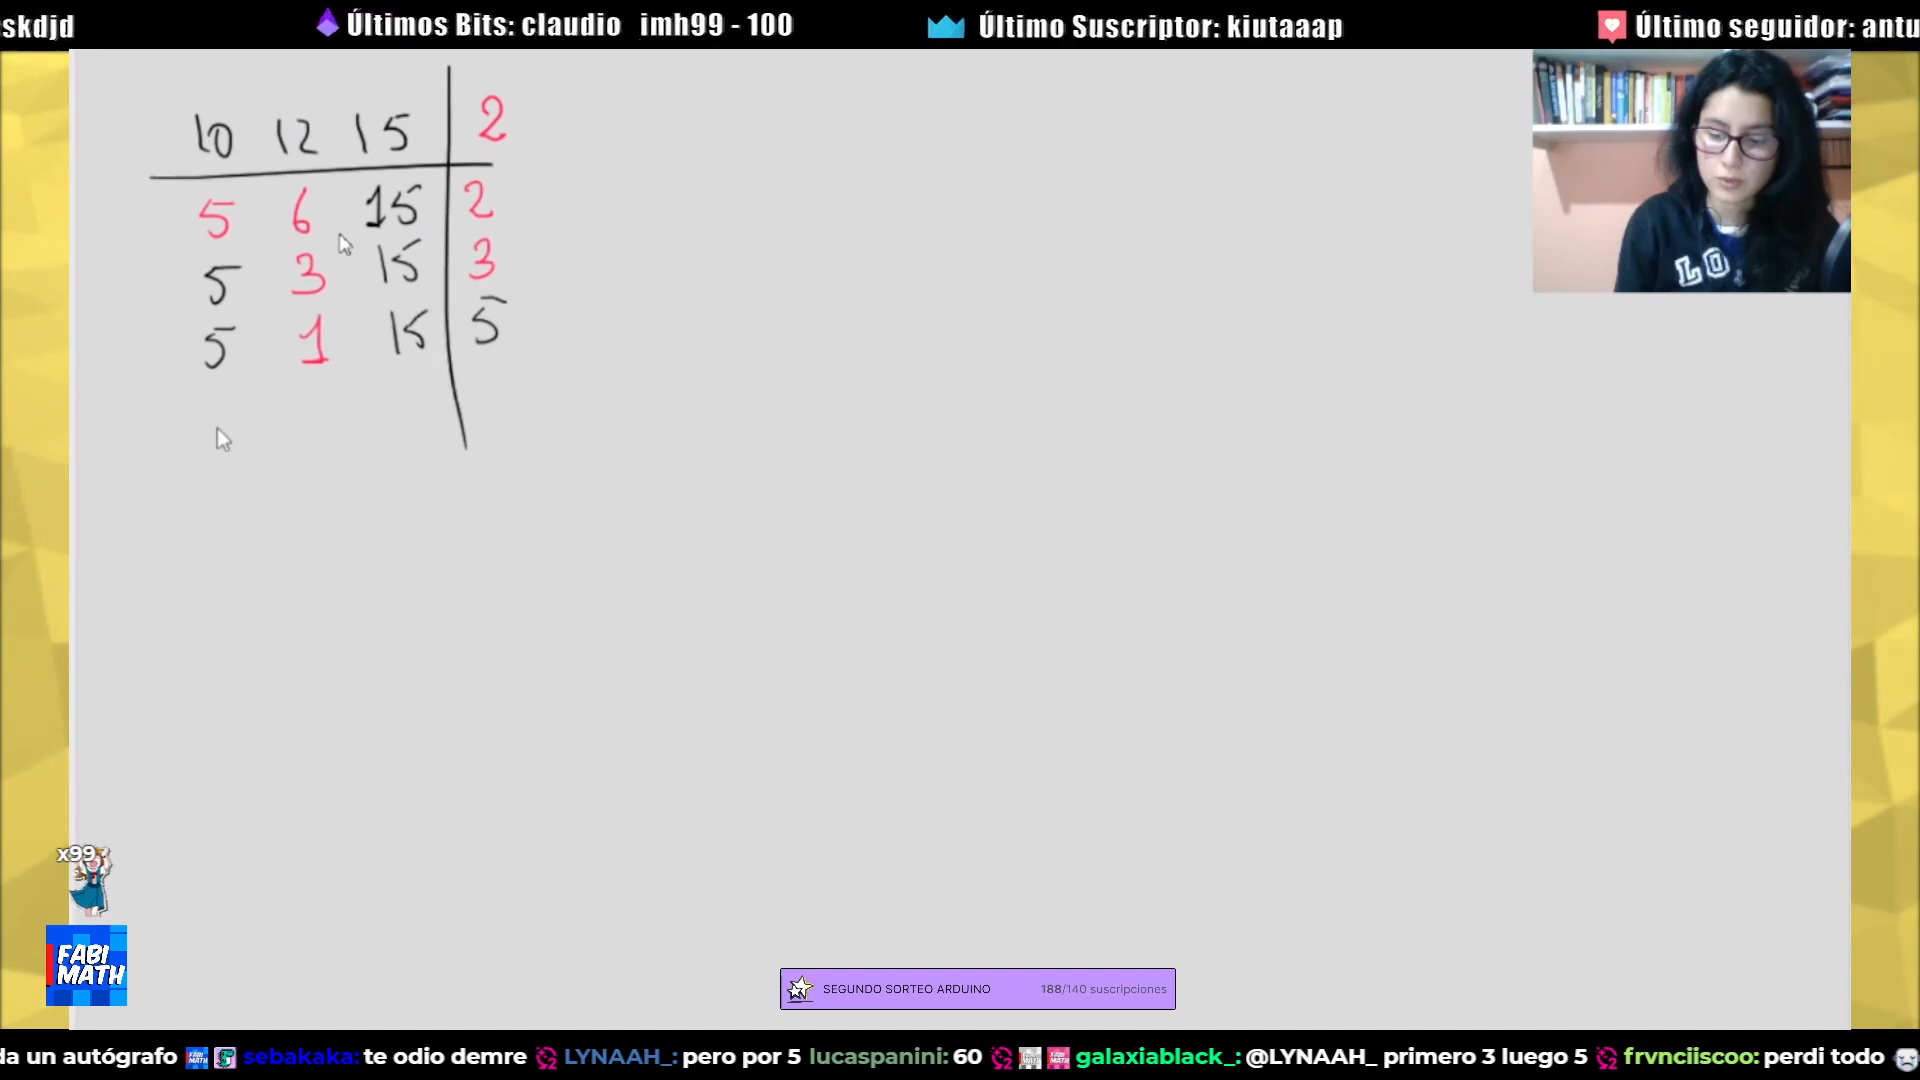 skdjd Últimos Bits: claudio_imh99 - 100 Último Suscriptor: kiutaaap Último seguidor: antu
10 12 15 2
5 6 15 2
5 3 15 3
5 1 15 5
LO
x99
FABI
MATH
SEGUNDO SORTEO ARDUINO 188/140 suscripciones
da un autógrafo sebakaka: te odio demre LYNAAH_: pero por 5 lucaspanini: 60 galaxiablack_: @LYNAAH_ primero 3 luego 5 frvnciiscoo: perdi todo